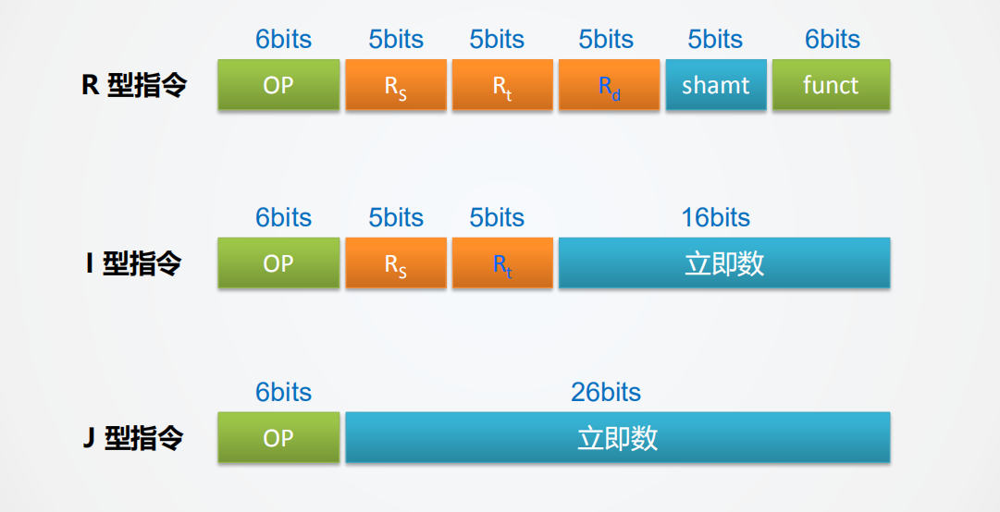 6bits 5bits 5bits 5bits 5bits 6bits
R 型指令 OP RS Rt Rd shamt funct
6bits 5bits 5bits 16bits
I 型指令 OP RS Rt 立即数
6bits 26bits
J 型指令 OP 立即数